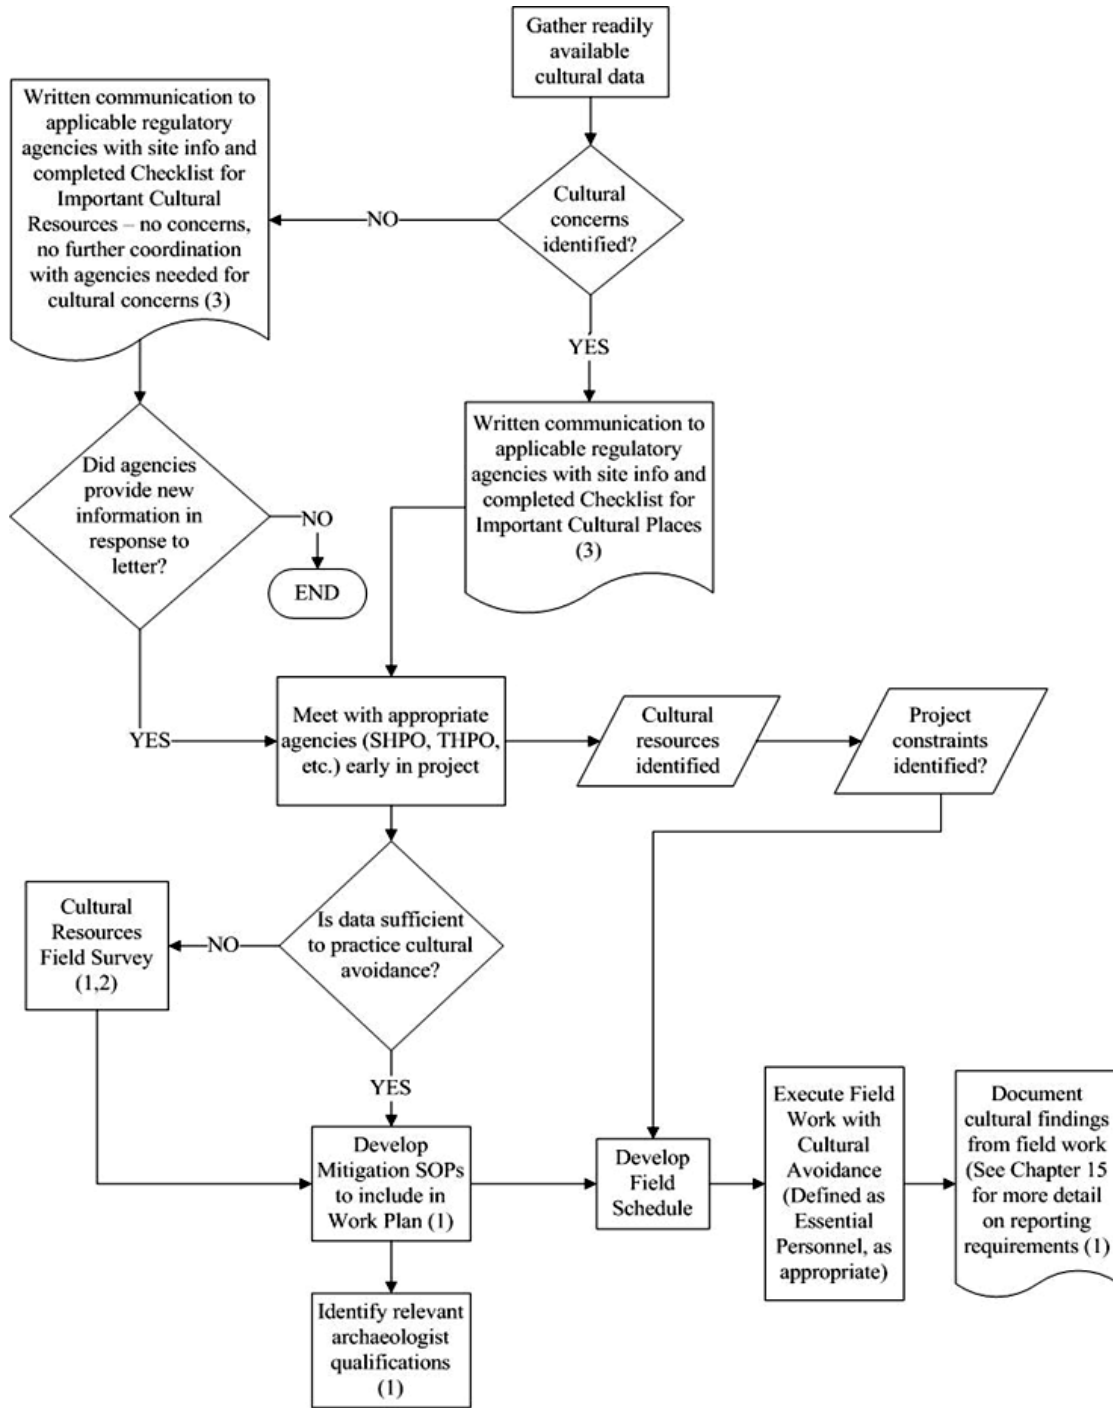 Gather readily
available
cultural data
Written communication to
applicable regulatory
agencies with site info and
completed Checklist for
Important Cultural
Resources – no concerns,
no further coordination
with agencies needed for
cultural concerns (3)
Cultural
concerns
identified?
NO
YES
Written communication to
applicable regulatory
agencies with site info and
completed Checklist for
Important Cultural Places
(3)
Did agencies
provide new
information in
response to
letter?
NO
END
YES
Meet with appropriate
agencies (SHPO, THPO,
etc.) early in project
Cultural
resources
identified
Project
constraints
identified?
Is data sufficient
to practice cultural
avoidance?
NO
Cultural
Resources
Field Survey
(1,2)
YES
Develop
Mitigation SOPs
to include in
Work Plan (1)
Develop
Field
Schedule
Execute Field
Work with
Cultural
Avoidance
(Defined as
Essential
Personnel, as
appropriate)
Document
cultural findings
from field work
(See Chapter 15
for more detail
on reporting
requirements (1)
Identify relevant
archaeologist
qualifications
(1)